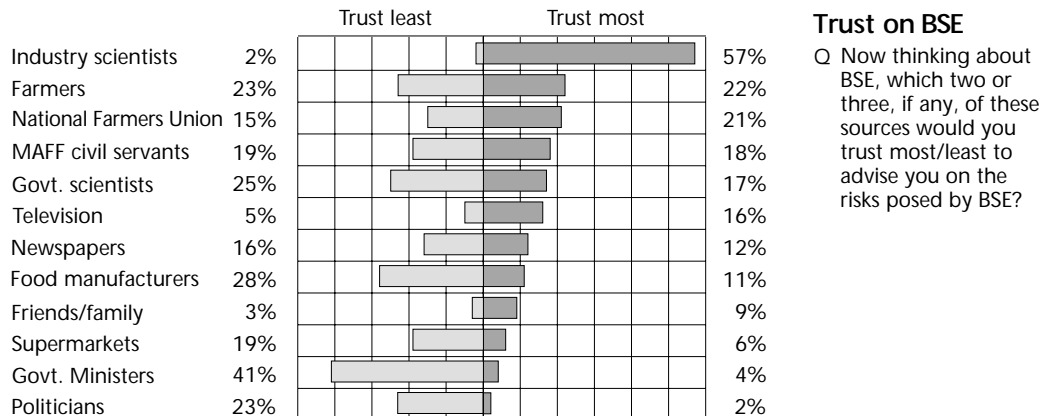 Trust least Trust most
Industry scientists 2% 57%
Farmers 23% 22%
National Farmers Union 15% 21%
MAFF civil servants 19% 18%
Govt. scientists 25% 17%
Television 5% 16%
Newspapers 16% 12%
Food manufacturers 28% 11%
Friends/family 3% 9%
Supermarkets 19% 6%
Govt. Ministers 41% 4%
Politicians 23% 2%
Trust on BSE
Q Now thinking about
BSE, which two or
three, if any, of these
sources would you
trust most/least to
advise you on the
risks posed by BSE?